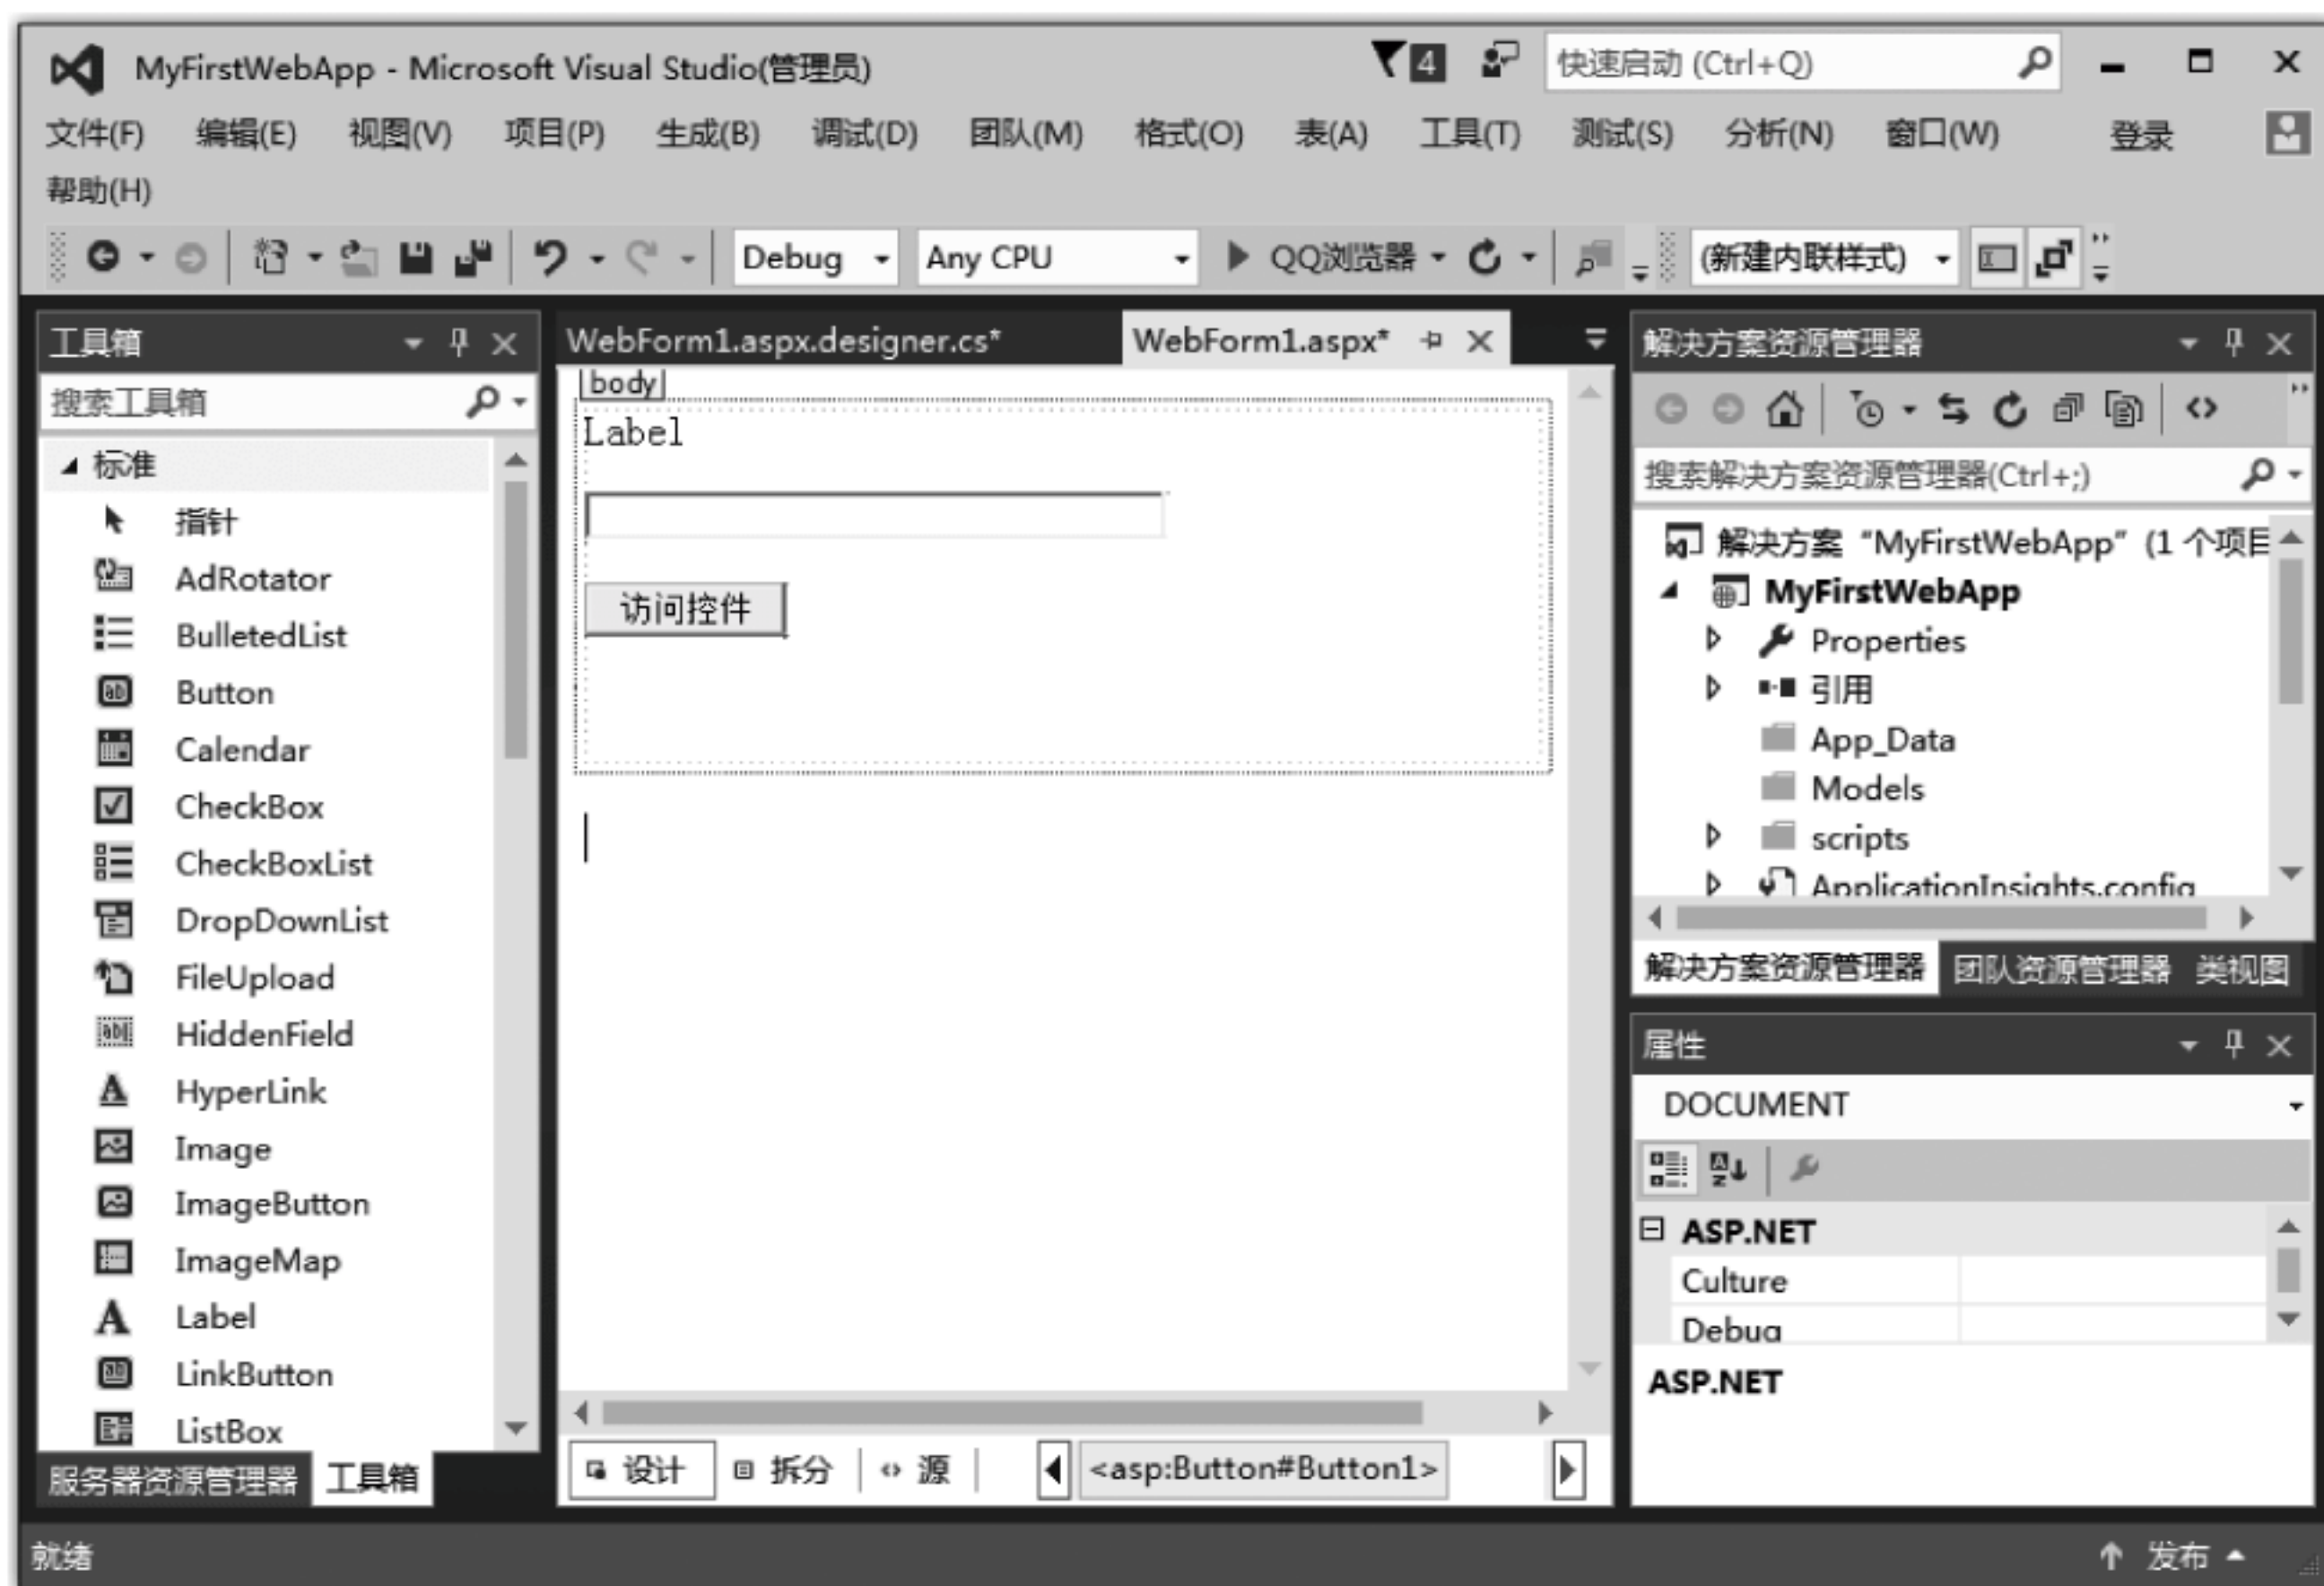 MyFirstWebApp - Microsoft Visual Studio(管理员)
4
快速启动 (Ctrl+Q)
文件(F) 编辑(E) 视图(V) 项目(P) 生成(B) 调试(D) 团队(M) 格式(O) 表(A) 工具(T) 测试(S) 分析(N) 窗口(W) 登录
帮助(H)
Debug Any CPU QQ浏览器 (新建内联样式)
工具箱
搜索工具箱
标准
指针
AdRotator
BulletedList
Button
Calendar
CheckBox
CheckBoxList
DropDownList
FileUpload
HiddenField
HyperLink
Image
ImageButton
ImageMap
Label
LinkButton
ListBox
服务器资源管理器 工具箱
WebForm1.aspx.designer.cs* WebForm1.aspx*
body
Label
访问控件
设计 拆分 源 <asp:Button#Button1>
解决方案资源管理器
搜索解决方案资源管理器(Ctrl+;)
解决方案 "MyFirstWebApp" (1 个项目
MyFirstWebApp
Properties
引用
App_Data
Models
scripts
ApplicationInsights.config
解决方案资源管理器 团队资源管理器 类视图
属性
DOCUMENT
ASP.NET
Culture
Debug
ASP.NET
就绪 发布